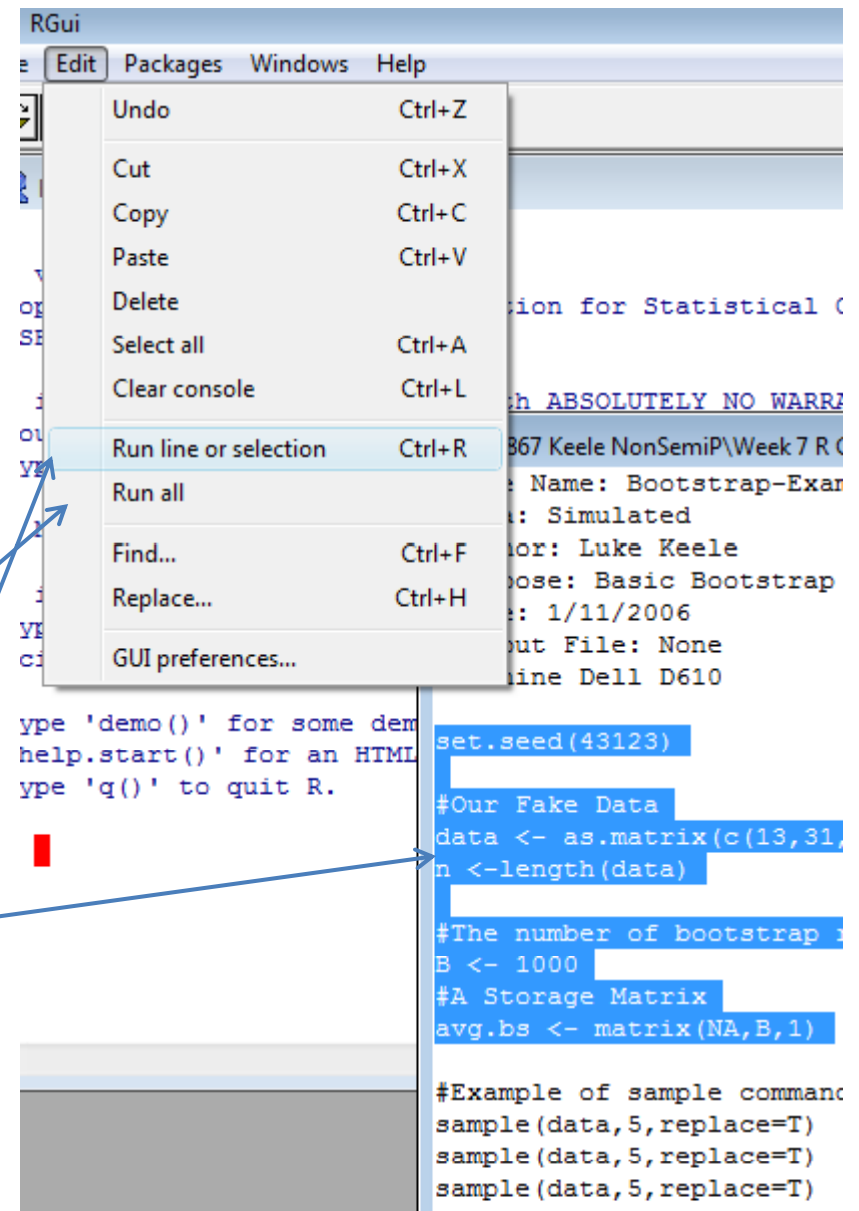 RGui
Edit Packages Windows Help
Undo Ctrl+Z
Cut Ctrl+X
Copy Ctrl+C
Paste Ctrl+V
Delete
Select all Ctrl+A
Clear console Ctrl+L
Run line or selection Ctrl+R
Run all
Find... Ctrl+F
Replace... Ctrl+H
GUI preferences...
tion for Statistical C
th ABSOLUTELY NO WARRA
867 Keele NonSemiP\Week 7 R C
Name: Bootstrap-Exam
: Simulated
hor: Luke Keele
pose: Basic Bootstrap
: 1/11/2006
put File: None
hine Dell D610
ype 'demo()' for some dem
help.start()' for an HTML
ype 'q()' to quit R.
set.seed(43123)
#Our Fake Data
data <- as.matrix(c(13,31,
n <-length(data)
#The number of bootstrap r
B <- 1000
#A Storage Matrix
avg.bs <- matrix(NA,B,1)
#Example of sample command
sample(data,5,replace=T)
sample(data,5,replace=T)
sample(data,5,replace=T)